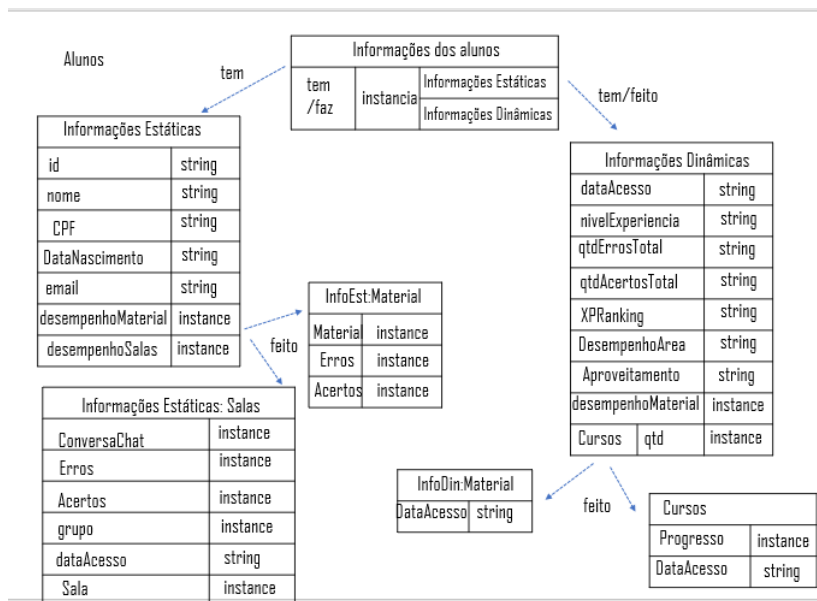 Alunos
Informações dos alunos
tem
/faz
instancia
Informações Estáticas
Informações Dinâmicas
tem
tem/feito
Informações Estáticas
id string
nome string
CPF string
DataNascimento string
email string
desempenhoMaterial instance
desempenhoSalas instance
feito
InfoEst:Material
Material instance
Erros instance
Acertos instance
Informações Estáticas: Salas
ConversaChat instance
Erros instance
Acertos instance
grupo instance
dataAcesso string
Sala instance
Informações Dinâmicas
dataAcesso string
nivelExperiencia string
qtdErrosTotal string
qtdAcertosTotal string
XPRanking string
DesempenhoArea string
Aproveitamento string
desempenhoMaterial instance
Cursos qtd instance
feito
InfoDin:Material
DataAcesso string
Cursos
Progresso instance
DataAcesso string